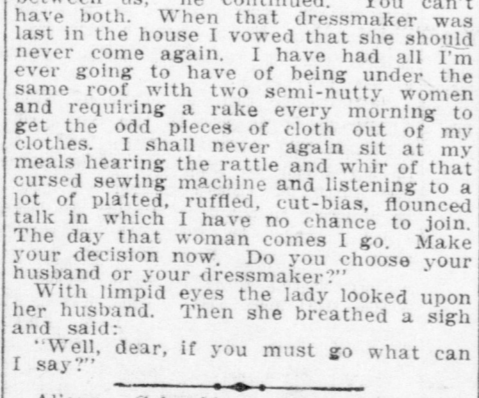 between us," he continued. "You can't
have both. When that dressmaker was
last in the house I vowed that she should
never come again. I have had all I'm
ever going to have of being under the
same roof with two semi-nutty women
and requiring a rake every morning to
get the odd pieces of cloth out of my
clothes. I shall never again sit at my
meals hearing the rattle and whir of that
cursed sewing machine and listening to a
lot of plaited, ruffled, cut-bias, flounced
talk in which I have no chance to join.
The day that woman comes I go. Make
your decision now. Do you choose your
husband or your dressmaker?"
With limpid eyes the lady looked upon
her husband. Then she breathed a sigh
and said:
"Well, dear, if you must go what can
I say?"